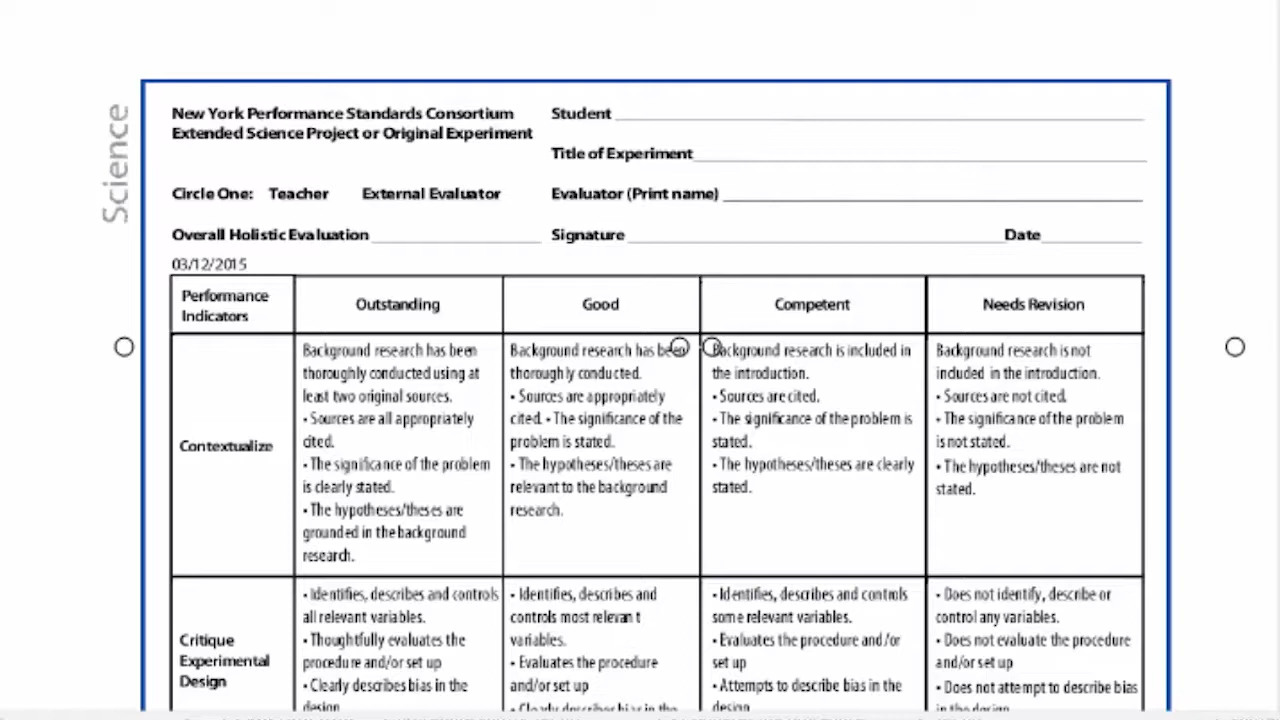 Science
New York Performance Standards Consortium
Extended Science Project or Original Experiment
Student
Title of Experiment
Circle One: Teacher External Evaluator
Evaluator (Print name)
Overall Holistic Evaluation
Signature
Date
03/12/2015
Performance
Indicators
Outstanding
Good
Competent
Needs Revision
Contextualize
Background research has been
thoroughly conducted using at
least two original sources.
• Sources are all appropriately
cited.
• The significance of the problem
is clearly stated.
• The hypotheses/theses are
grounded in the background
research.
Background research has been
thoroughly conducted.
• Sources are appropriately
cited. • The significance of the
problem is stated.
• The hypotheses/theses are
relevant to the background
research.
Background research is included in
the introduction.
• Sources are cited.
• The significance of the problem is
stated.
• The hypotheses/theses are clearly
stated.
Background research is not
included in the introduction.
• Sources are not cited.
• The significance of the problem
is not stated.
• The hypotheses/theses are not
stated.
Critique
Experimental
Design
• Identifies, describes and controls
all relevant variables.
• Thoughtfully evaluates the
procedure and/or set up
• Clearly describes bias in the
design
• Identifies, describes and
controls most relevan t
variables.
• Evaluates the procedure
and/or set up
• Clearly describes bias in the
• Identifies, describes and controls
some relevant variables.
• Evaluates the procedure and/or
set up
• Attempts to describe bias in the
design
• Does not identify, describe or
control any variables.
• Does not evaluate the procedure
and/or set up
• Does not attempt to describe bias
in the design